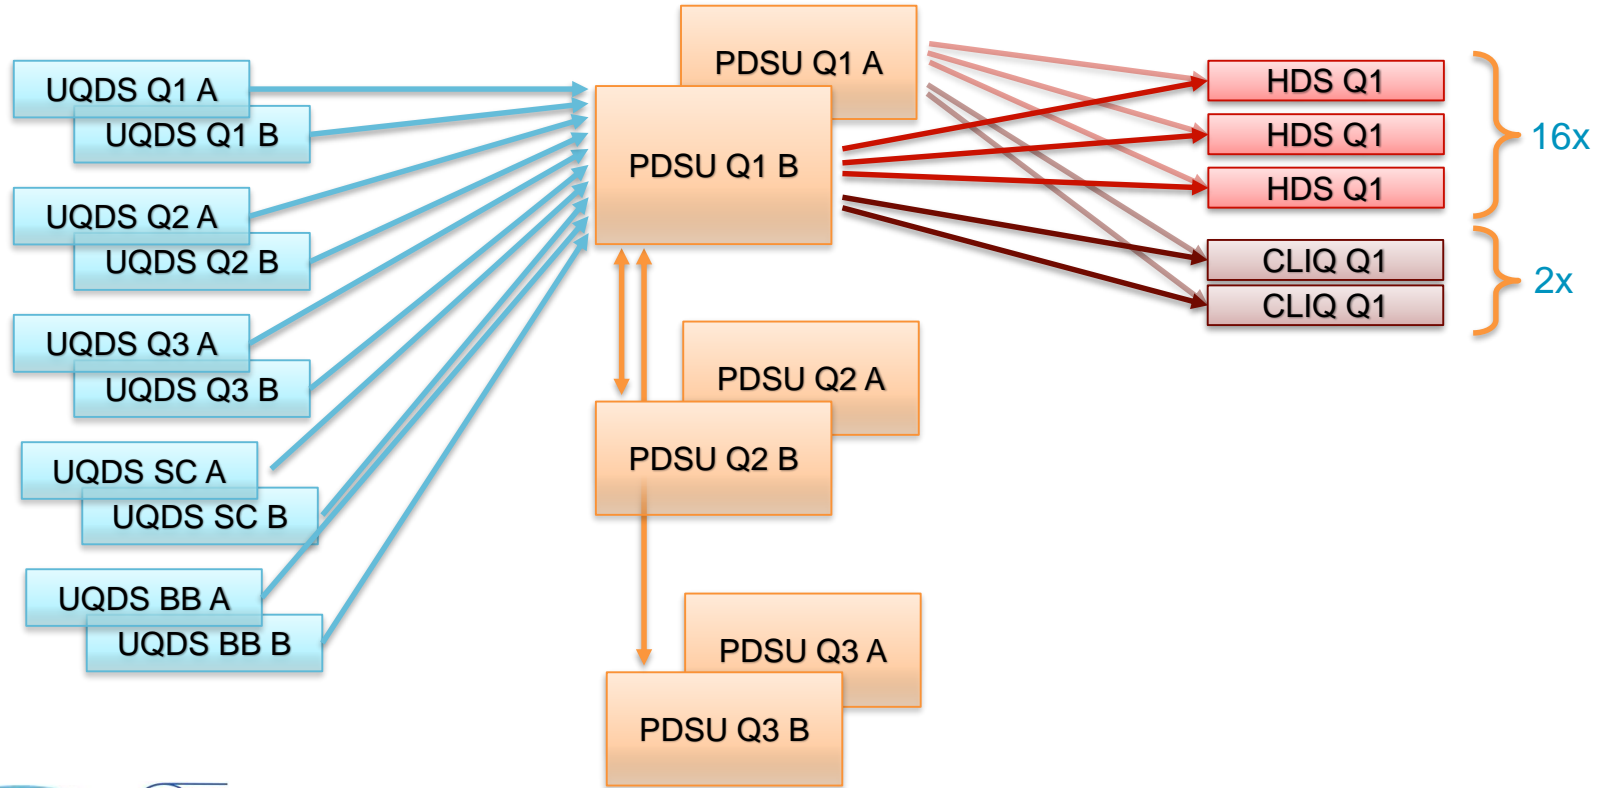 UQDS Q1 A
UQDS Q1 B
UQDS Q2 A
UQDS Q2 B
UQDS Q3 A
UQDS Q3 B
UQDS SC A
UQDS SC B
UQDS BB A
UQDS BB B
PDSU Q1 A
PDSU Q1 B
PDSU Q2 A
PDSU Q2 B
PDSU Q3 A
PDSU Q3 B
HDS Q1
HDS Q1
HDS Q1
16x
CLIQ Q1
CLIQ Q1
2x